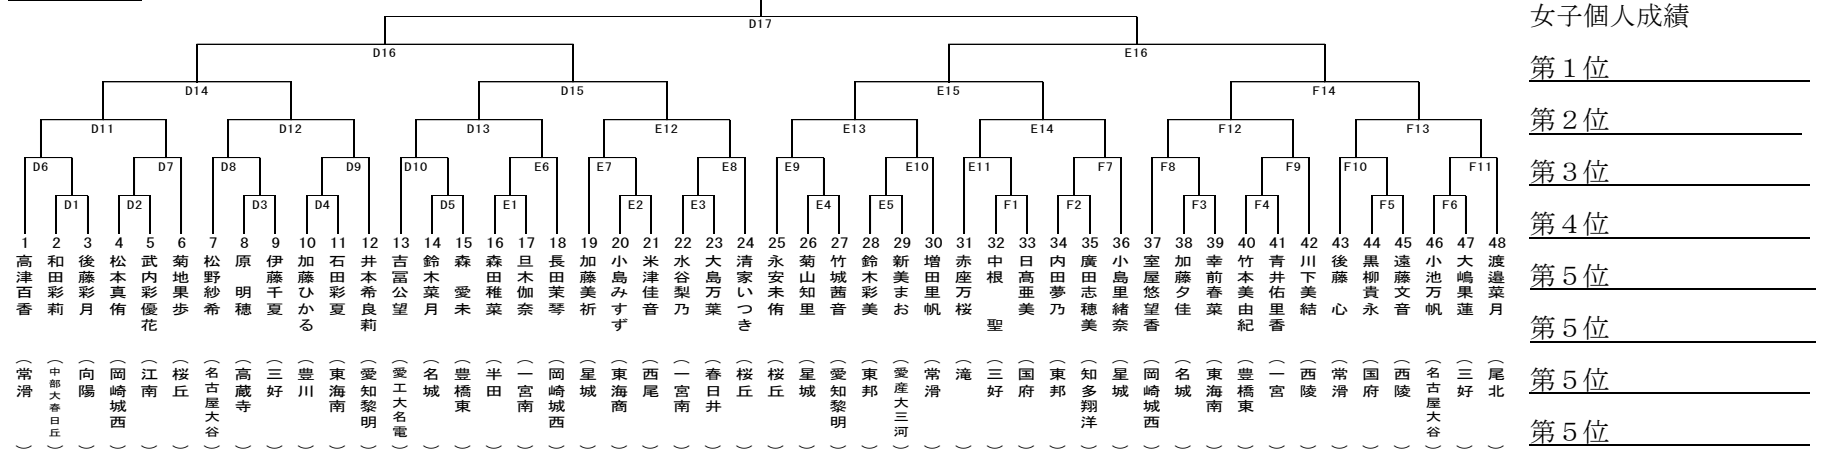 D17
D16
E16
D14
D15
E15
F14
D11
D12
D13
E12
E13
E14
F12
F13
D6
D7
D8
D9
D10
E6
E7
E8
E9
E10
E11
F7
F8
F9
F10
F11
D1
D2
D3
D4
D5
E1
E2
E3
E4
E5
F1
F2
F3
F4
F5
F6
1 高津百香 (常滑)
2 和田彩莉 (中部大春日丘)
3 後藤彩月 (向陽)
4 松本真侑 (岡崎城西)
5 武内彩優花 (江南)
6 菊地果歩 (桜丘)
7 松野紗希 (名古屋大谷)
8 原 明穂 (高蔵寺)
9 伊藤千夏 (三好)
10 加藤ひかる (豊川)
11 石田彩夏 (東海南)
12 井本希良莉 (愛知黎明)
13 吉冨公望 (愛工大名電)
14 鈴木菜月 (名城)
15 森 愛未 (豊橋東)
16 森田稚菜 (半田)
17 旦木伽奈 (一宮南)
18 長田茉琴 (岡崎城西)
19 加藤美祈 (星城)
20 小島みすず (東海商)
21 米津佳音 (西尾)
22 水谷梨乃 (一宮南)
23 大島万葉 (春日井)
24 清家いつき (桜丘)
25 永安未侑 (桜丘)
26 菊山知里 (星城)
27 竹城茜音 (愛知黎明)
28 鈴木彩美 (東邦)
29 新美まお (愛産大三河)
30 増田里帆 (常滑)
31 赤座万桜 (滝)
32 中根 聖 (三好)
33 日髙亜美 (国府)
34 内田夢乃 (東邦)
35 廣田志穂美 (知多翔洋)
36 小島里緒奈 (星城)
37 室屋悠望香 (岡崎城西)
38 加藤夕佳 (名城)
39 幸前春菜 (東海南)
40 竹本美由紀 (豊橋東)
41 青井佑里香 (一宮)
42 川下美結 (西陵)
43 後藤 心 (常滑)
44 黒柳貴永 (国府)
45 遠藤文音 (西陵)
46 小池万帆 (名古屋大谷)
47 大嶋果蓮 (三好)
48 渡邉菜月 (尾北)
女子個人成績
第1位
第2位
第3位
第4位
第5位
第5位
第5位
第5位